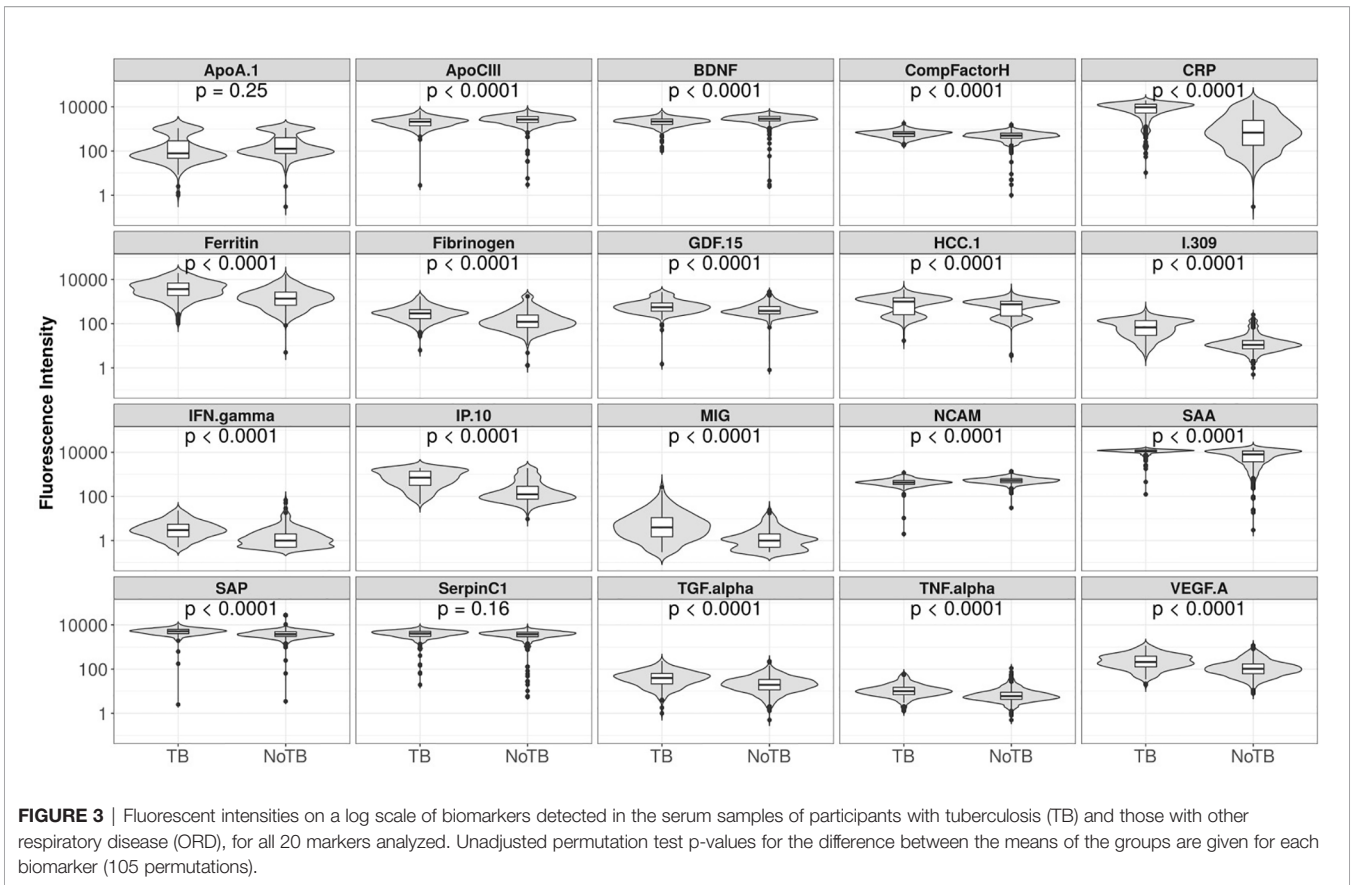 ApoA.1 ApoCIII BDNF CompFactorH CRP
p = 0.25 p < 0.0001 p < 0.0001 p < 0.0001 p < 0.0001
10000
100
1
Ferritin Fibrinogen GDF.15 HCC.1 I.309
p < 0.0001 p < 0.0001 p < 0.0001 p < 0.0001 p < 0.0001
10000
100
1
Fluorescence Intensity
IFN.gamma IP.10 MIG NCAM SAA
p < 0.0001 p < 0.0001 p < 0.0001 p < 0.0001 p < 0.0001
10000
100
1
SAP SerpinC1 TGF.alpha TNF.alpha VEGF.A
p < 0.0001 p = 0.16 p < 0.0001 p < 0.0001 p < 0.0001
10000
100
1
TB NoTB TB NoTB TB NoTB TB NoTB TB NoTB
FIGURE 3 | Fluorescent intensities on a log scale of biomarkers detected in the serum samples of participants with tuberculosis (TB) and those with other
respiratory disease (ORD), for all 20 markers analyzed. Unadjusted permutation test p-values for the difference between the means of the groups are given for each
biomarker (105 permutations).